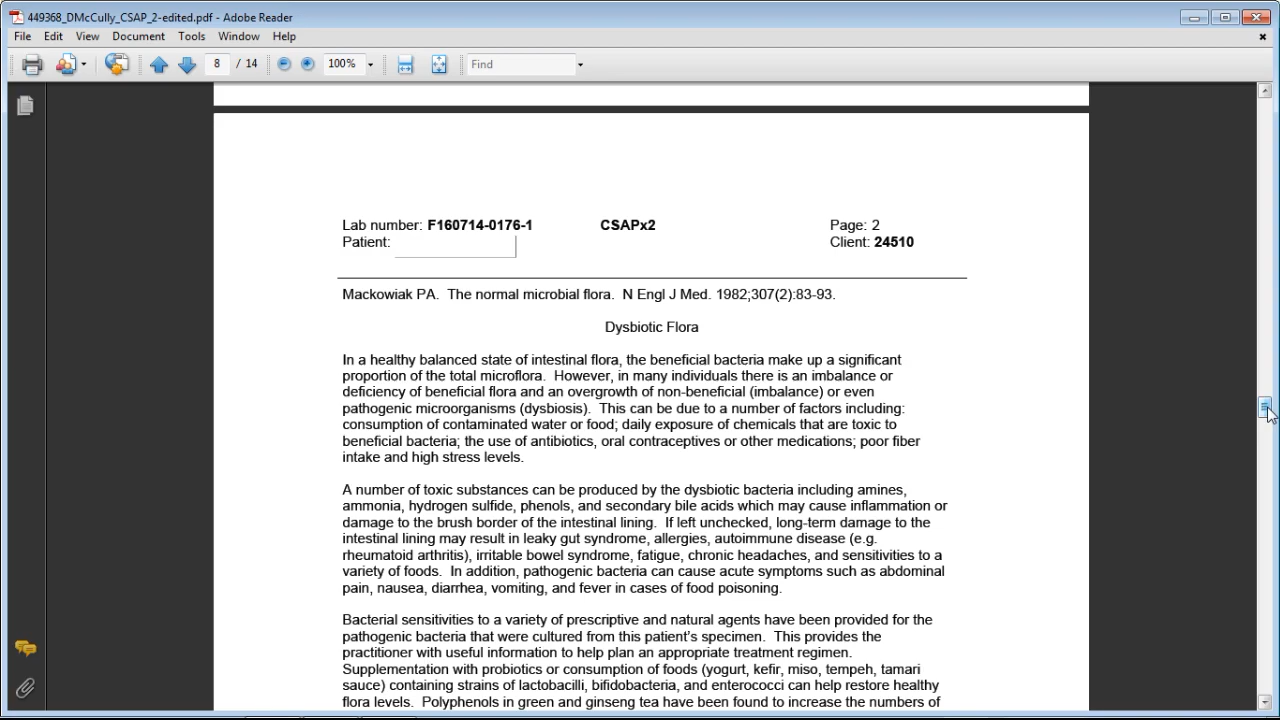 449368_DMcCully_CSAP_2-edited.pdf - Adobe Reader
File Edit View Document Tools Window Help
8 / 14 100% Find
Lab number: F160714-0176-1 CSAPx2 Page: 2
Patient: Client: 24510
Mackowiak PA. The normal microbial flora. N Engl J Med. 1982;307(2):83-93.
Dysbiotic Flora
In a healthy balanced state of intestinal flora, the beneficial bacteria make up a significant
proportion of the total microflora. However, in many individuals there is an imbalance or
deficiency of beneficial flora and an overgrowth of non-beneficial (imbalance) or even
pathogenic microorganisms (dysbiosis). This can be due to a number of factors including:
consumption of contaminated water or food; daily exposure of chemicals that are toxic to
beneficial bacteria; the use of antibiotics, oral contraceptives or other medications; poor fiber
intake and high stress levels.
A number of toxic substances can be produced by the dysbiotic bacteria including amines,
ammonia, hydrogen sulfide, phenols, and secondary bile acids which may cause inflammation or
damage to the brush border of the intestinal lining. If left unchecked, long-term damage to the
intestinal lining may result in leaky gut syndrome, allergies, autoimmune disease (e.g.
rheumatoid arthritis), irritable bowel syndrome, fatigue, chronic headaches, and sensitivities to a
variety of foods. In addition, pathogenic bacteria can cause acute symptoms such as abdominal
pain, nausea, diarrhea, vomiting, and fever in cases of food poisoning.
Bacterial sensitivities to a variety of prescriptive and natural agents have been provided for the
pathogenic bacteria that were cultured from this patient's specimen. This provides the
practitioner with useful information to help plan an appropriate treatment regimen.
Supplementation with probiotics or consumption of foods (yogurt, kefir, miso, tempeh, tamari
sauce) containing strains of lactobacilli, bifidobacteria, and enterococci can help restore healthy
flora levels. Polyphenols in green and ginseng tea have been found to increase the numbers of